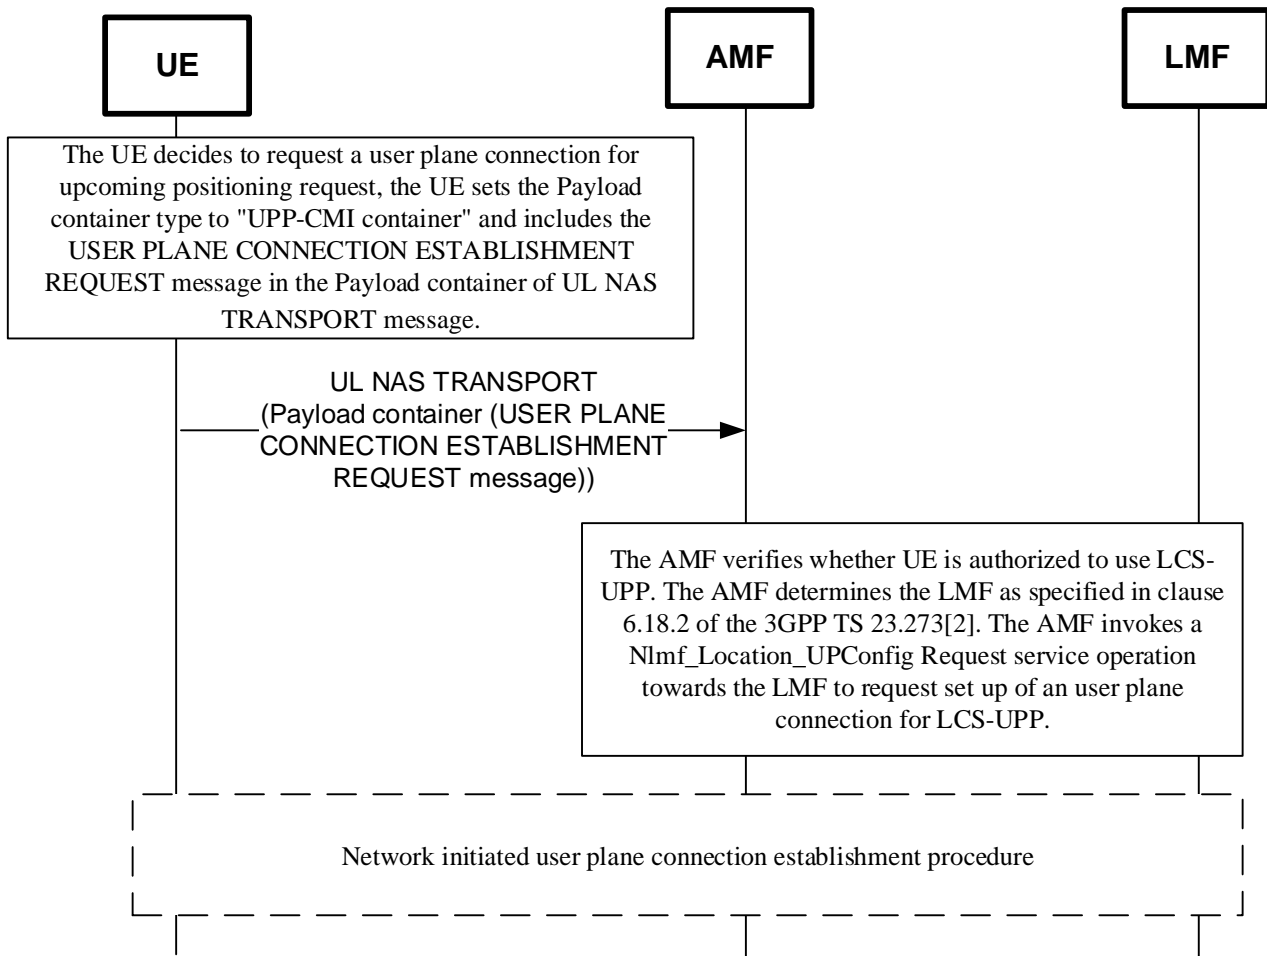 UE
AMF
LMF
The UE decides to request a user plane connection for
upcoming positioning request, the UE sets the Payload
container type to "UPP-CMI container" and includes the
USER PLANE CONNECTION ESTABLISHMENT
REQUEST message in the Payload container of UL NAS
TRANSPORT message.
UL NAS TRANSPORT
(Payload container (USER PLANE
CONNECTION ESTABLISHMENT
REQUEST message))
The AMF verifies whether UE is authorized to use LCS-
UPP. The AMF determines the LMF as specified in clause
6.18.2 of the 3GPP TS 23.273[2]. The AMF invokes a
Nlmf_Location_UPConfig Request service operation
towards the LMF to request set up of an user plane
connection for LCS-UPP.
Network initiated user plane connection establishment procedure